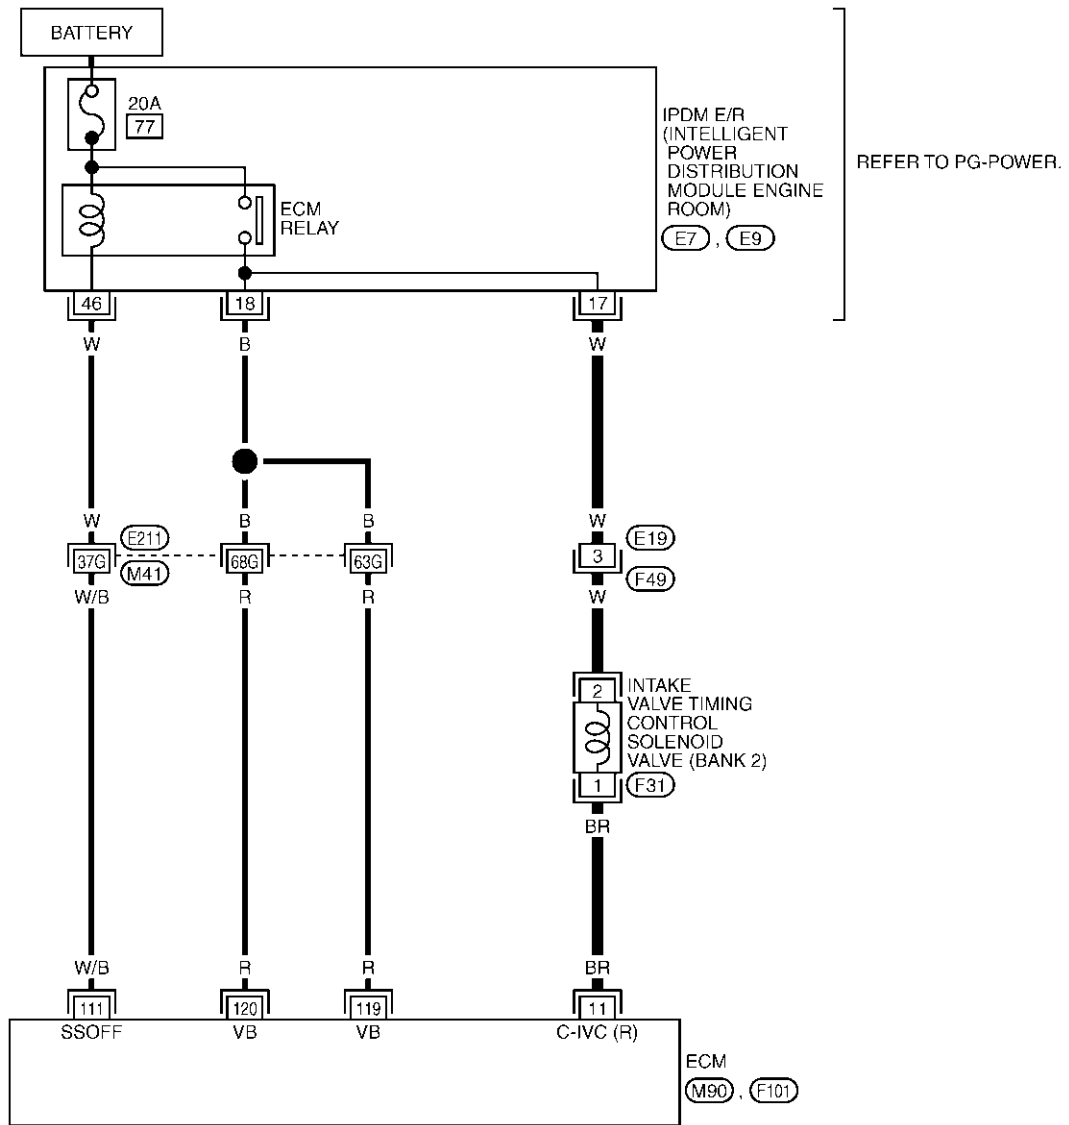 BATTERY
20A
77
IPDM E/R
(INTELLIGENT
POWER
DISTRIBUTION
MODULE ENGINE
ROOM)
E7 , E9
REFER TO PG-POWER.
ECM
RELAY
46 18 17
W B W
W B B W
E211 E19
37G 68G 63G 3
M41 F49
W/B R R W
2
INTAKE
VALVE TIMING
CONTROL
SOLENOID
VALVE (BANK 2)
1 F31
BR
W/B R R BR
111 120 119 11
SSOFF VB VB C-IVC (R)
ECM
M90 , F101